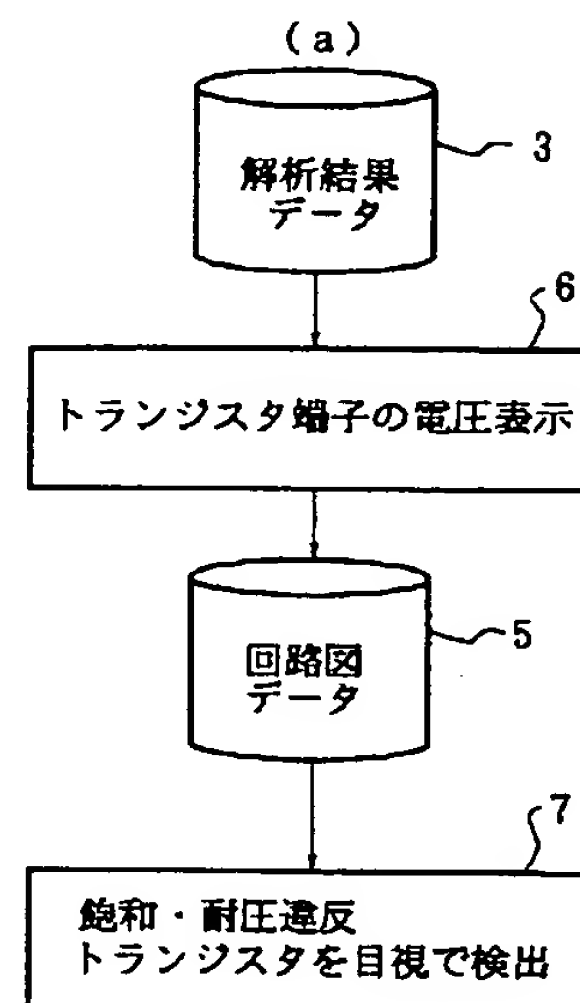 (a)
3
解析結果
データ
6
トランジスタ端子の電圧表示
5
回路図
データ
7
飽和・耐圧違反
トランジスタを目視で検出